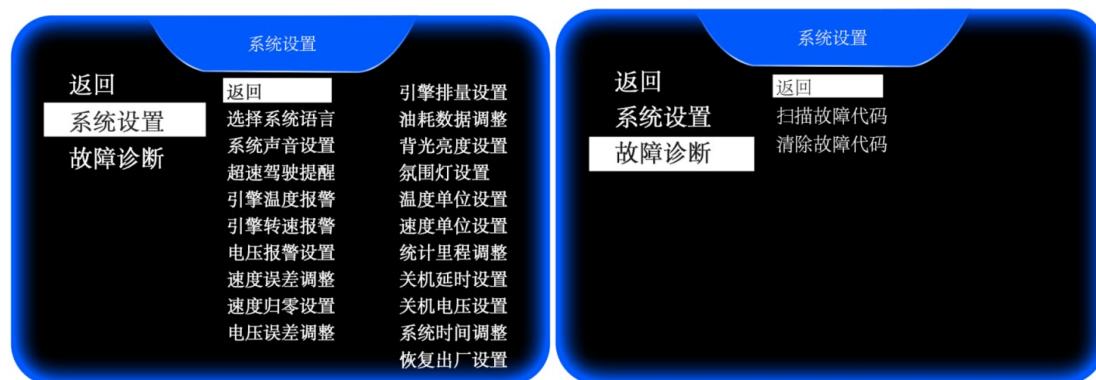 系统设置
返回
系统设置
故障诊断
返回
选择系统语言
系统声音设置
超速驾驶提醒
引擎温度报警
引擎转速报警
电压报警设置
速度误差调整
速度归零设置
电压误差调整
引擎排量设置
油耗数据调整
背光亮度设置
氛围灯设置
温度单位设置
速度单位设置
统计里程调整
关机延时设置
关机电压设置
系统时间调整
恢复出厂设置
系统设置
返回
系统设置
故障诊断
返回
扫描故障代码
清除故障代码